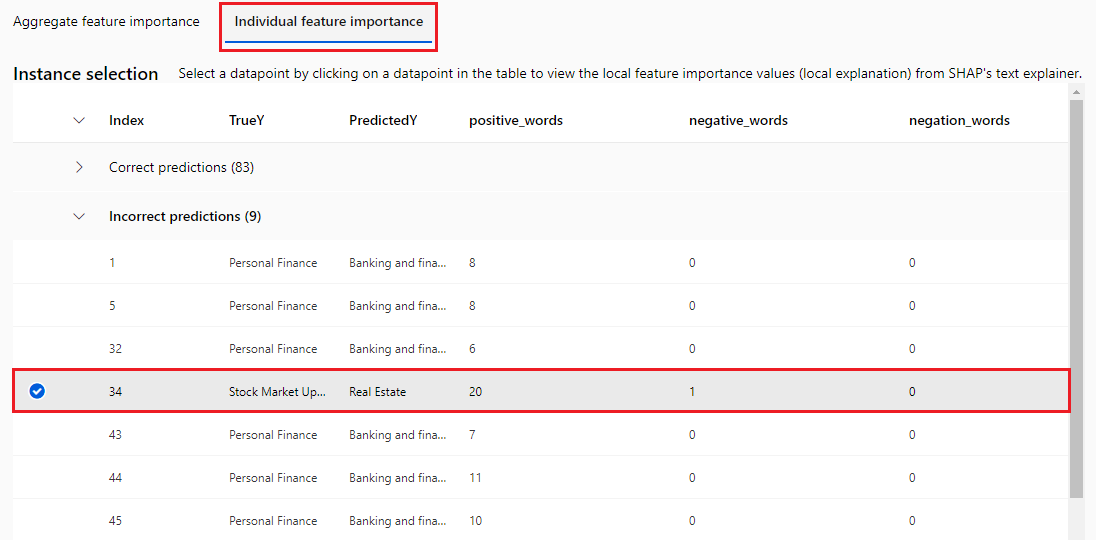 Aggregate feature importance Individual feature importance
Instance selection Select a datapoint by clicking on a datapoint in the table to view the local feature importance values (local explanation) from SHAP's text explainer.
Index TrueY PredictedY positive_words negative_words negation_words
Correct predictions (83)
Incorrect predictions (9)
1 Personal Finance Banking and fina... 8 0 0
5 Personal Finance Banking and fina... 8 0 0
32 Personal Finance Banking and fina... 6 0 0
34 Stock Market Up... Real Estate 20 1 0
43 Personal Finance Banking and fina... 7 0 0
44 Personal Finance Banking and fina... 11 0 0
45 Personal Finance Banking and fina... 10 0 0